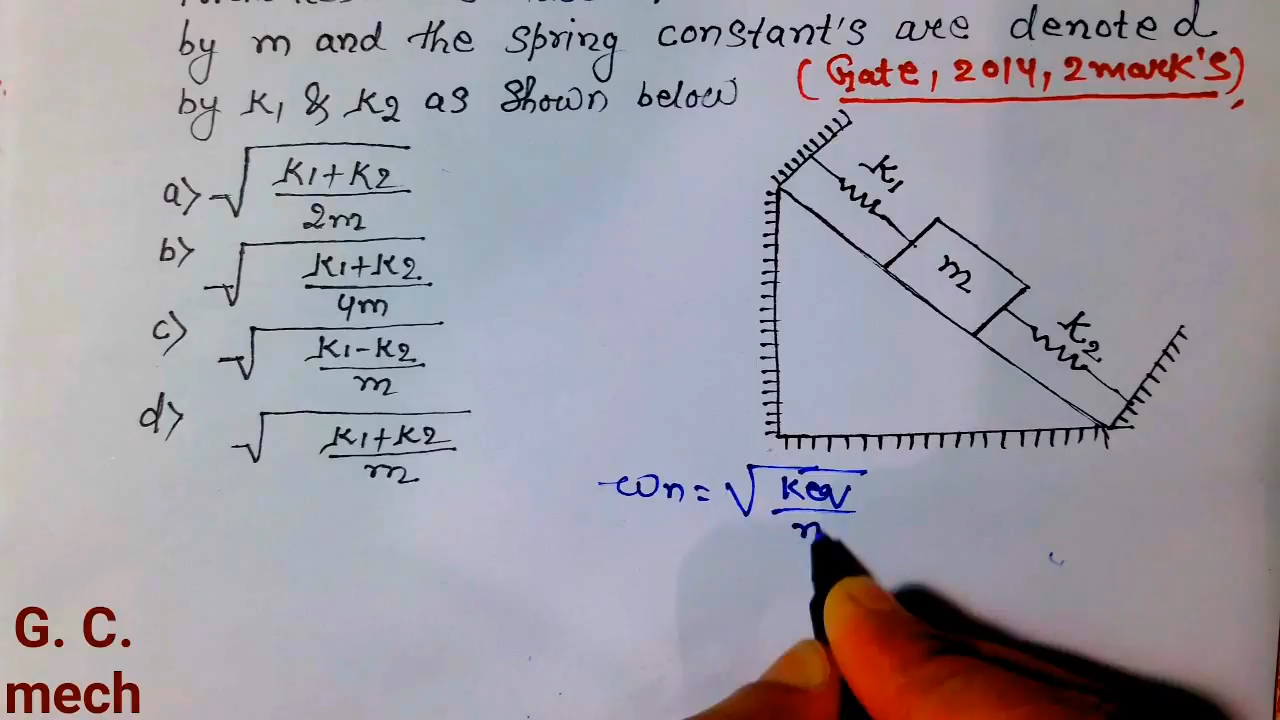 by m and the spring constant's are denoted
by K1 & K2 as shown below
(Gate, 2014, 2mark's)
a) √ K1+K2
2m
b) √ K1+K2
4m
c) √ K1-K2
m
d) √ K1+K2
m
K1
m
K2
ωn = √ Keq
G. C.
mech